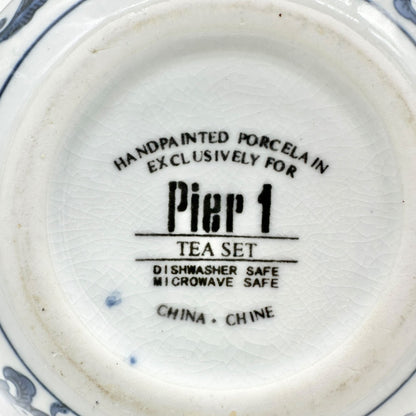 HANDPAINTED PORCELAIN
EXCLUSIVELY FOR
Pier 1
TEA SET
DISHWASHER SAFE
MICROWAVE SAFE
CHINA · CHINE